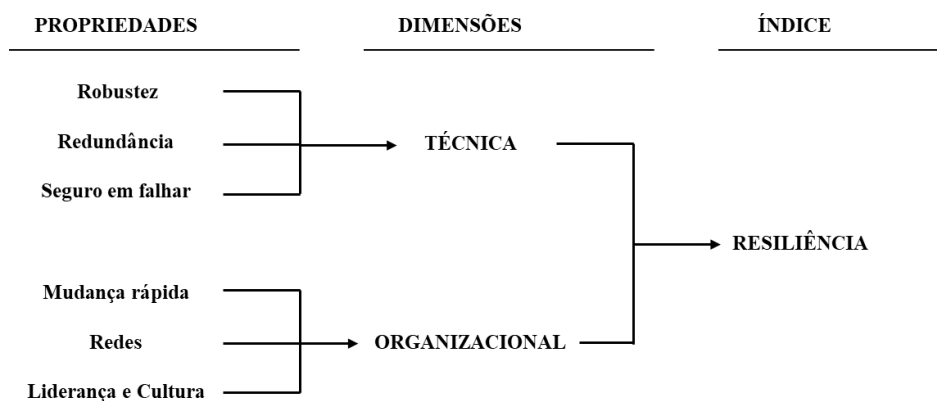 PROPRIEDADES DIMENSÕES ÍNDICE
Robustez
Redundância
Seguro em falhar
TÉCNICA
Mudança rápida
Redes
Liderança e Cultura
ORGANIZACIONAL
RESILIÊNCIA